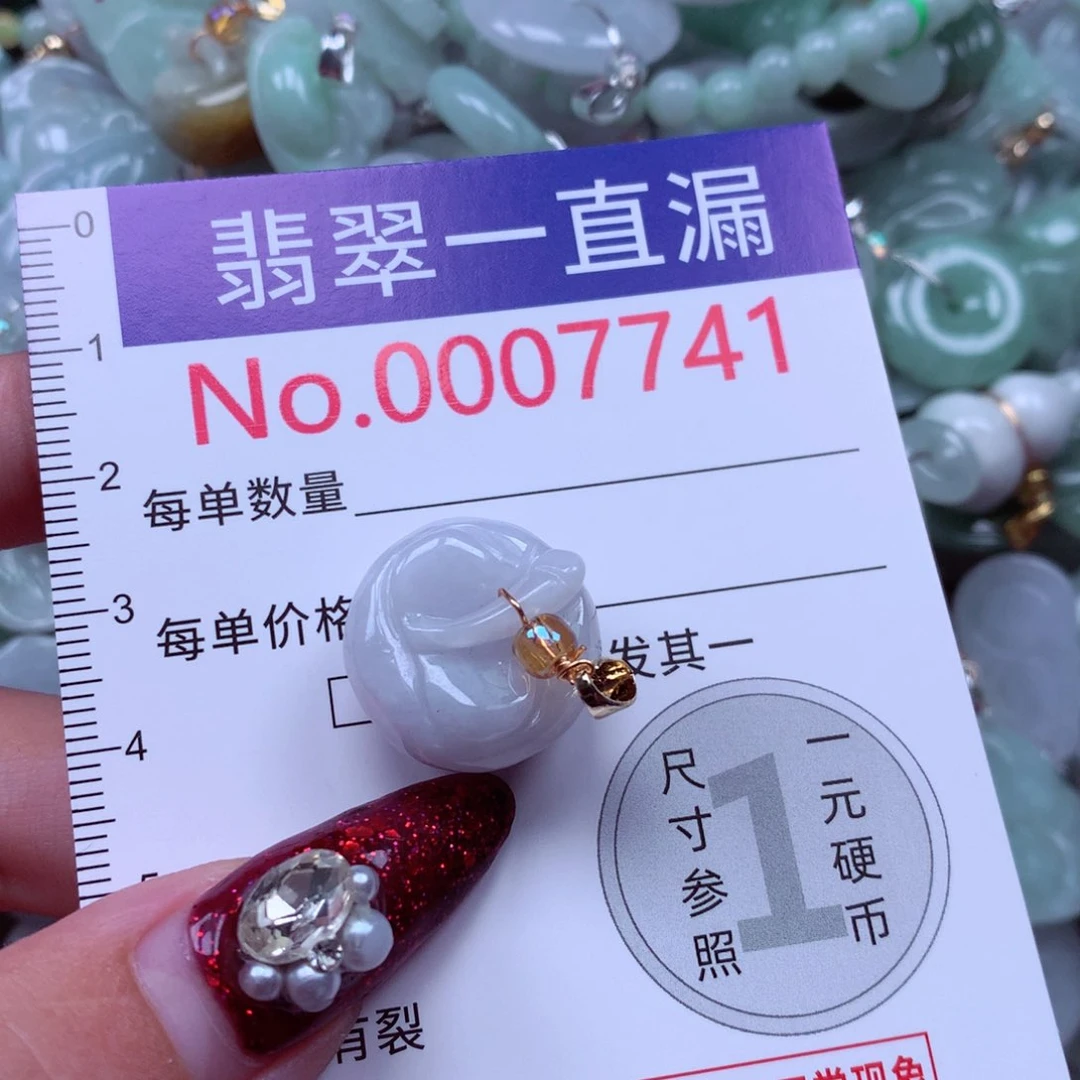 翡翠一直漏
No.0007741
0
1
2
3
4
每单数量
每单价格
发其一
尺寸参照
1
一元硬币
有裂